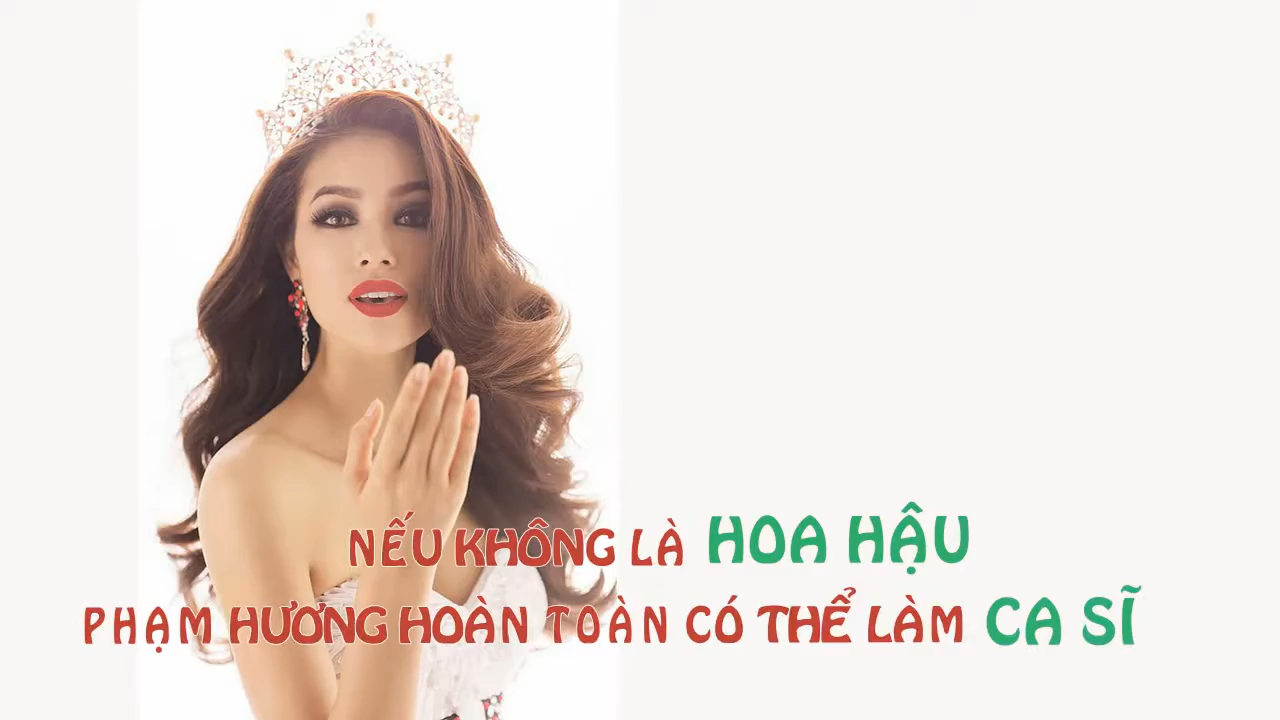 NẾU KHÔNG LÀ HOA HẬU
PHẠM HƯƠNG HOÀN TOÀN CÓ THỂ LÀM CA SĨ